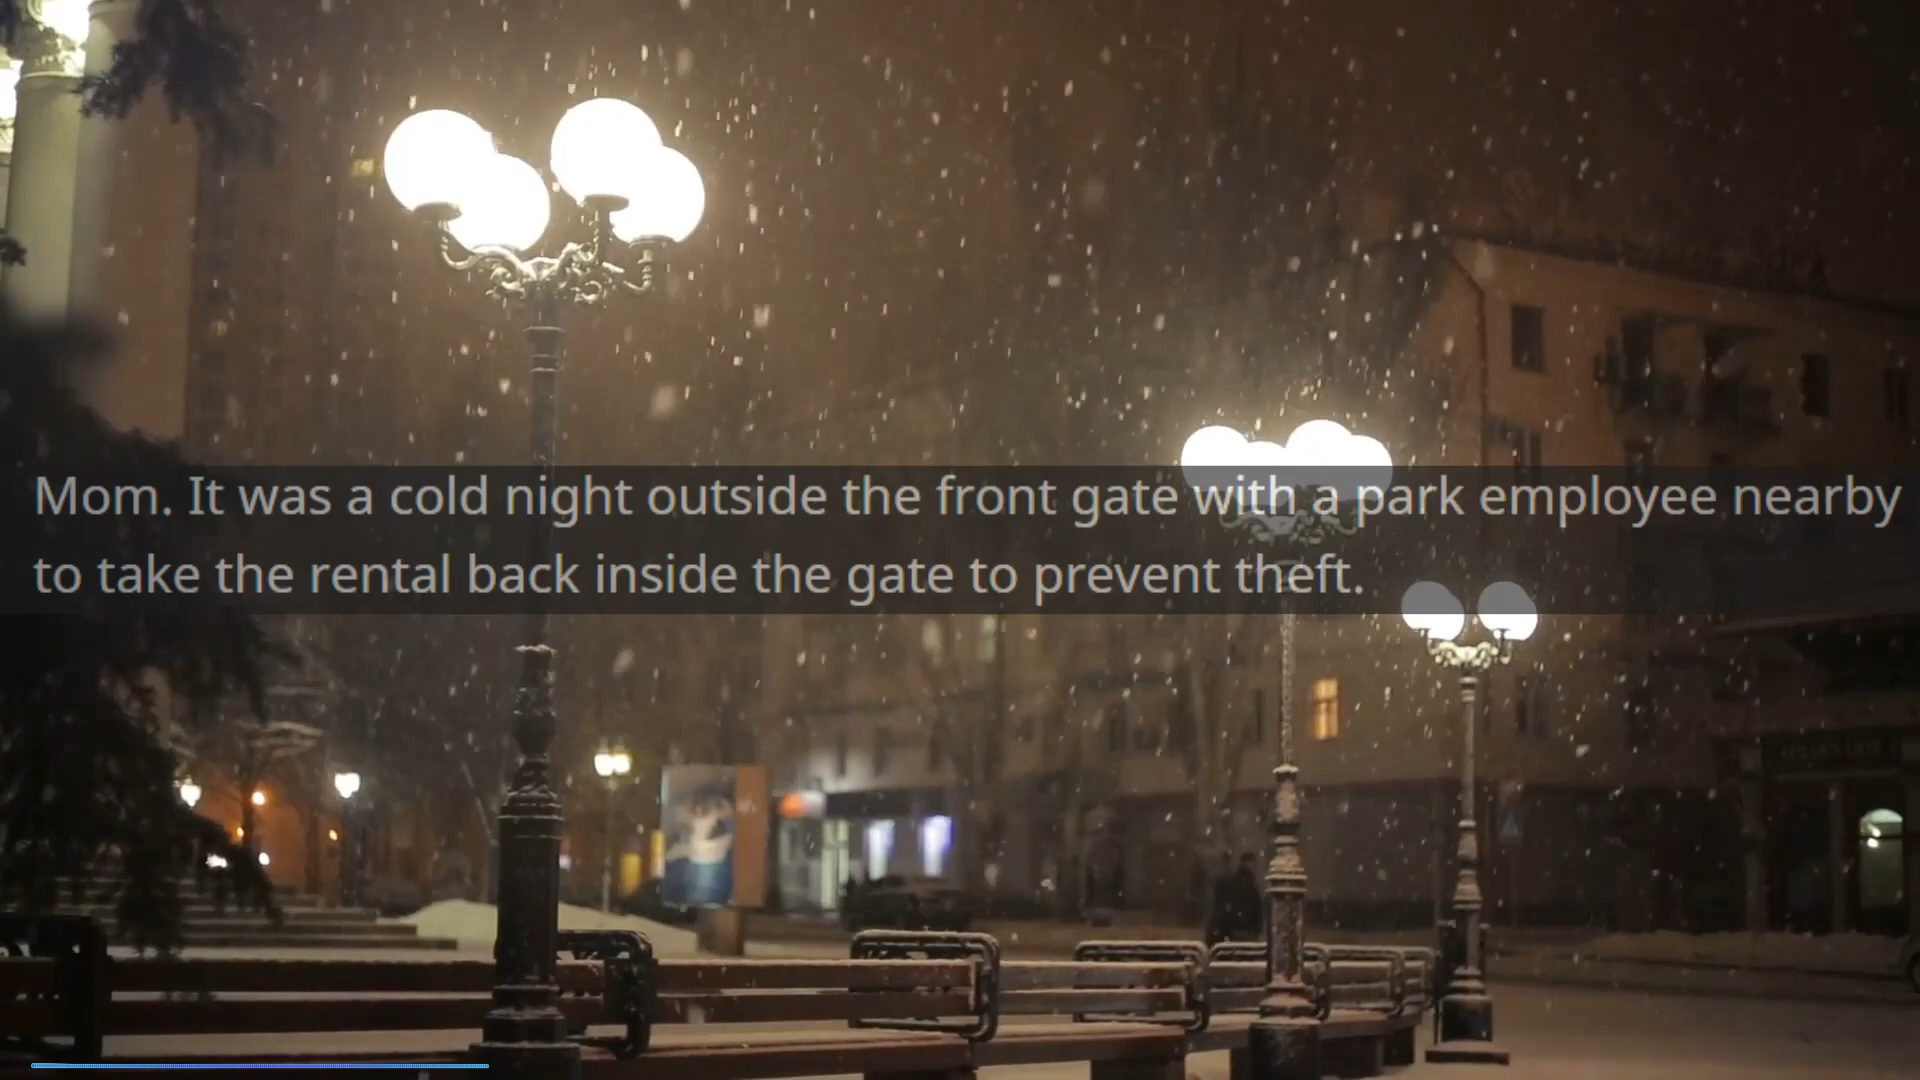 Mom. It was a cold night outside the front gate with a park employee nearby
to take the rental back inside the gate to prevent theft.